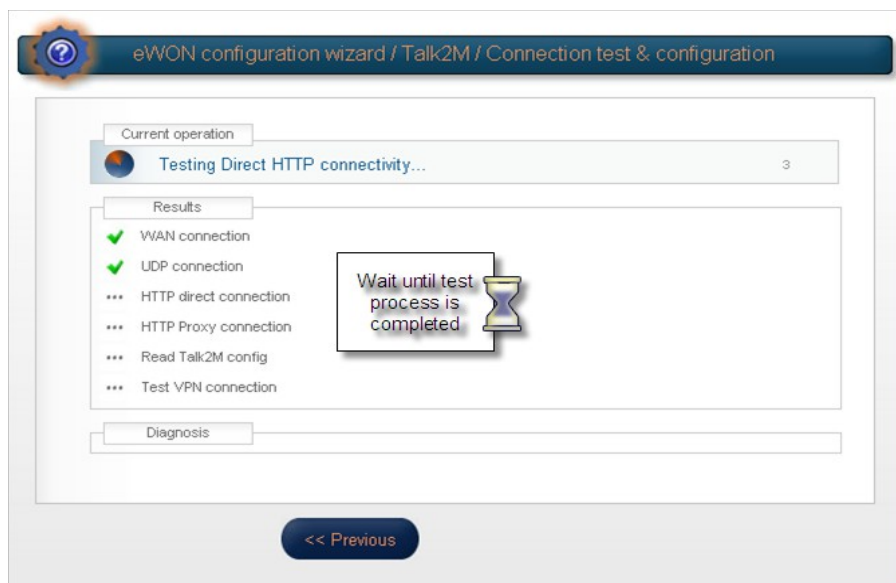 eWON configuration wizard / Talk2M / Connection test & configuration
Current operation
Testing Direct HTTP connectivity...
3
Results
WAN connection
UDP connection
HTTP direct connection
HTTP Proxy connection
Read Talk2M config
Test VPN connection
Wait until test
process is
completed
Diagnosis
<< Previous